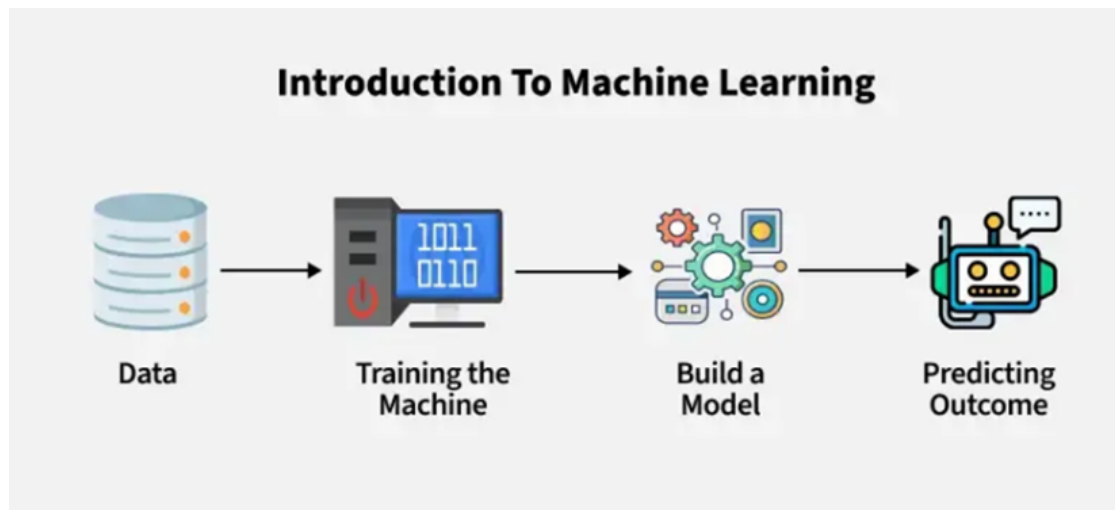 Introduction To Machine Learning
1011
0110
Data
Training the
Machine
Build a
Model
Predicting
Outcome